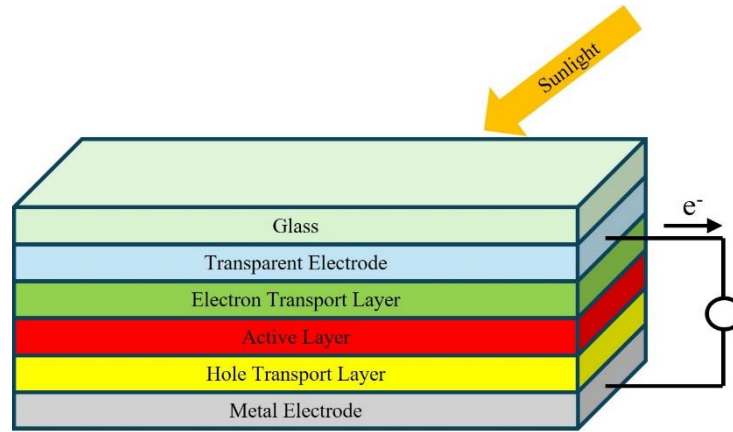 Sunlight
e-
Glass
Transparent Electrode
Electron Transport Layer
Active Layer
Hole Transport Layer
Metal Electrode